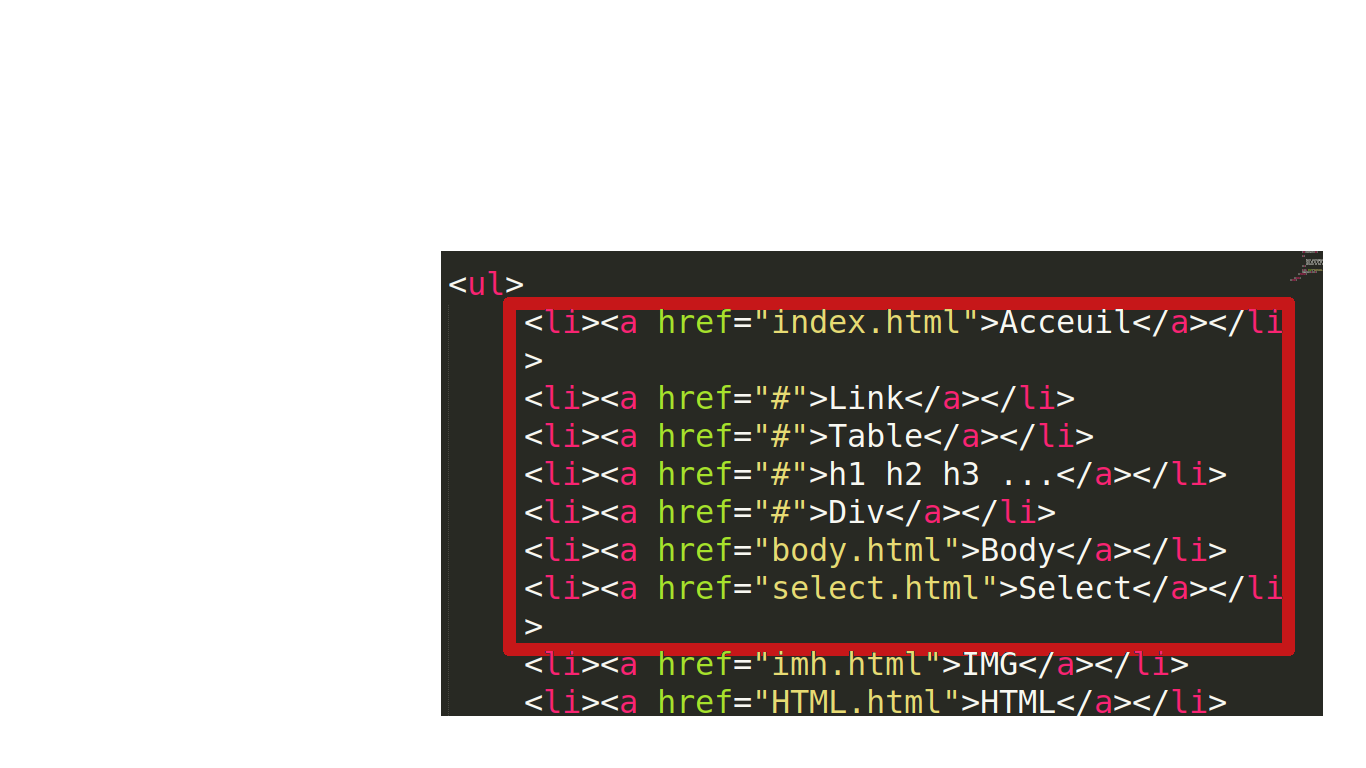 <ul>
<li><a href="index.html">Acceuil</a></li
>
<li><a href="#">Link</a></li>
<li><a href="#">Table</a></li>
<li><a href="#">h1 h2 h3 ...</a></li>
<li><a href="#">Div</a></li>
<li><a href="body.html">Body</a></li>
<li><a href="select.html">Select</a></li
>
<li><a href="imh.html">IMG</a></li>
<li><a href="HTML.html">HTML</a></li>